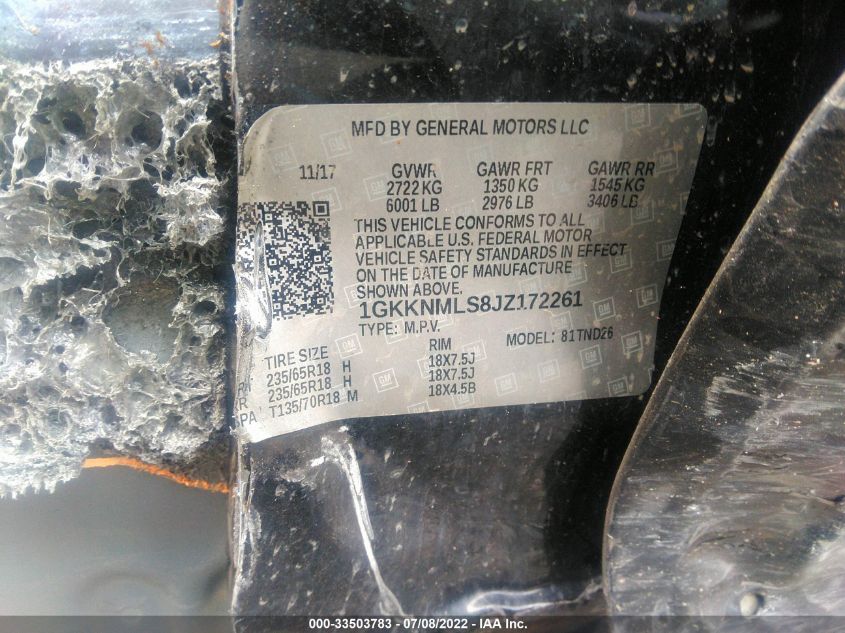 MFD BY GENERAL MOTORS LLC
11/17 GVWR GAWR FRT GAWR RR
2722 KG 1350 KG 1545 KG
6001 LB 2976 LB 3406 LB
THIS VEHICLE CONFORMS TO ALL
APPLICABLE U.S. FEDERAL MOTOR
VEHICLE SAFETY STANDARDS IN EFFECT
ON THE DATE OF MANUFACTURE
SHOWN ABOVE.
1GKKNMLS8JZ172261
TYPE: M.P.V. MODEL: 81TND26
TIRE SIZE RIM
235/65R18 H 18X7.5J
235/65R18 H 18X7.5J
SPA T135/70R18 M 18X4.5B
GM
000-33503783 - 07/08/2022 - IAA Inc.